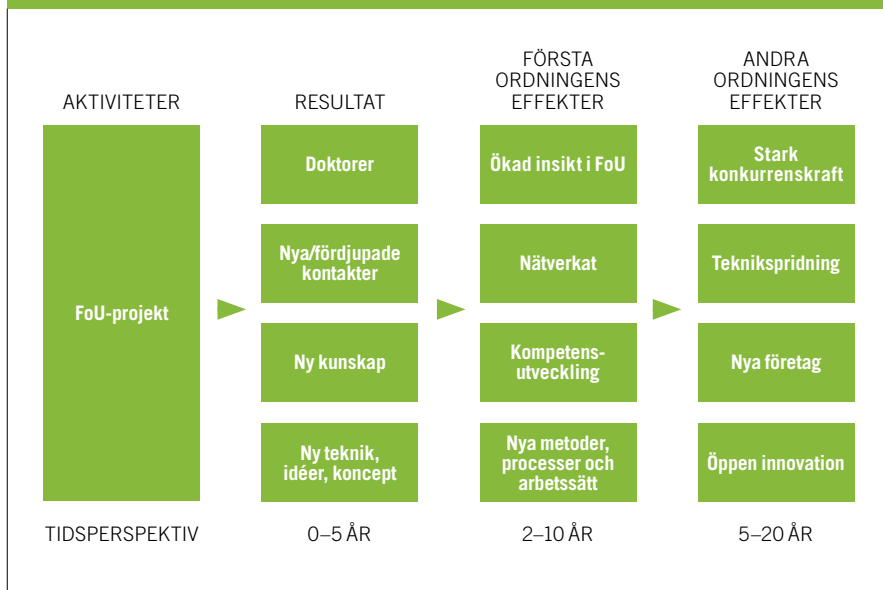 AKTIVITETER
FoU-projekt
TIDSPERSPEKTIV
RESULTAT
Doktorer
Nya/fördjupade
kontakter
Ny kunskap
Ny teknik,
idéer, koncept
0–5 ÅR
FÖRSTA
ORDNINGENS
EFFEKTER
Ökad insikt i FoU
Nätverkat
Kompetens-
utveckling
Nya metoder,
processer och
arbetssätt
2–10 ÅR
ANDRA
ORDNINGENS
EFFEKTER
Stark
konkurrenskraft
Teknikspridning
Nya företag
Öppen innovation
5–20 ÅR